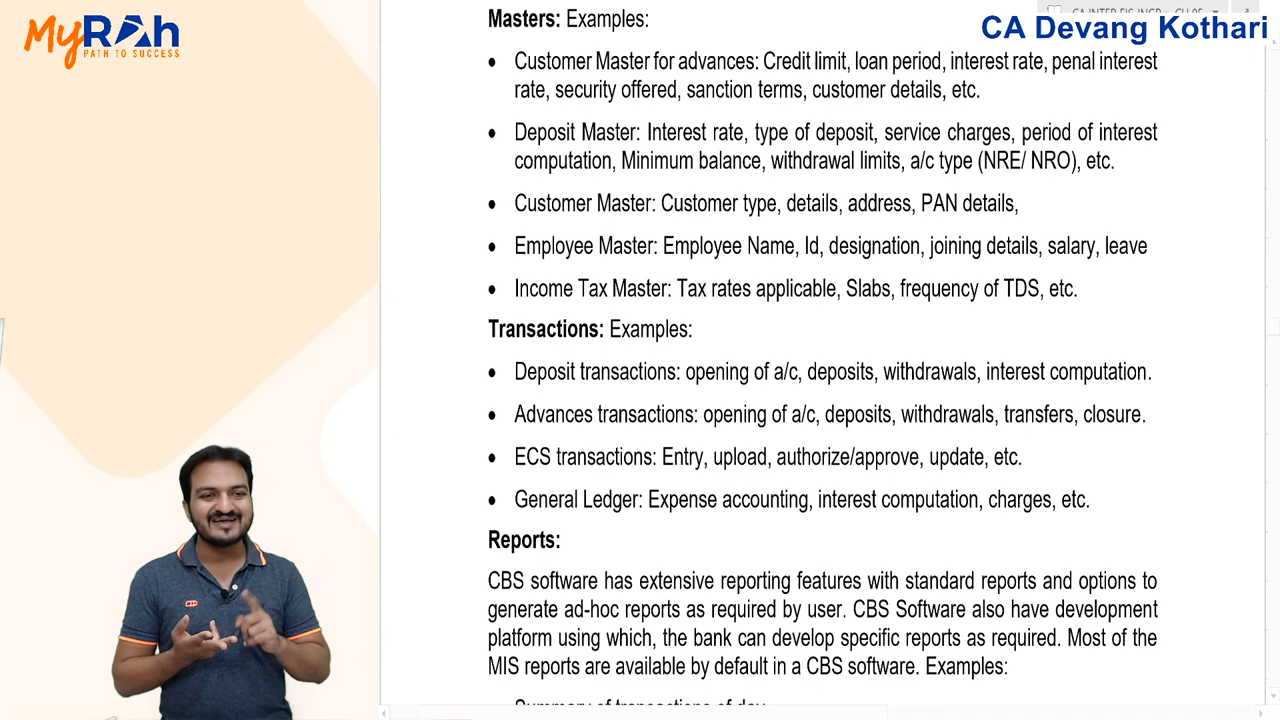 MyRAh
PATH TO SUCCESS
CA Devang Kothari
Masters: Examples:
• Customer Master for advances: Credit limit, loan period, interest rate, penal interest
rate, security offered, sanction terms, customer details, etc.
• Deposit Master: Interest rate, type of deposit, service charges, period of interest
computation, Minimum balance, withdrawal limits, a/c type (NRE/ NRO), etc.
• Customer Master: Customer type, details, address, PAN details,
• Employee Master: Employee Name, Id, designation, joining details, salary, leave
• Income Tax Master: Tax rates applicable, Slabs, frequency of TDS, etc.
Transactions: Examples:
• Deposit transactions: opening of a/c, deposits, withdrawals, interest computation.
• Advances transactions: opening of a/c, deposits, withdrawals, transfers, closure.
• ECS transactions: Entry, upload, authorize/approve, update, etc.
• General Ledger: Expense accounting, interest computation, charges, etc.
Reports:
CBS software has extensive reporting features with standard reports and options to
generate ad-hoc reports as required by user. CBS Software also have development
platform using which, the bank can develop specific reports as required. Most of the
MIS reports are available by default in a CBS software. Examples:
Summary of transactions of day